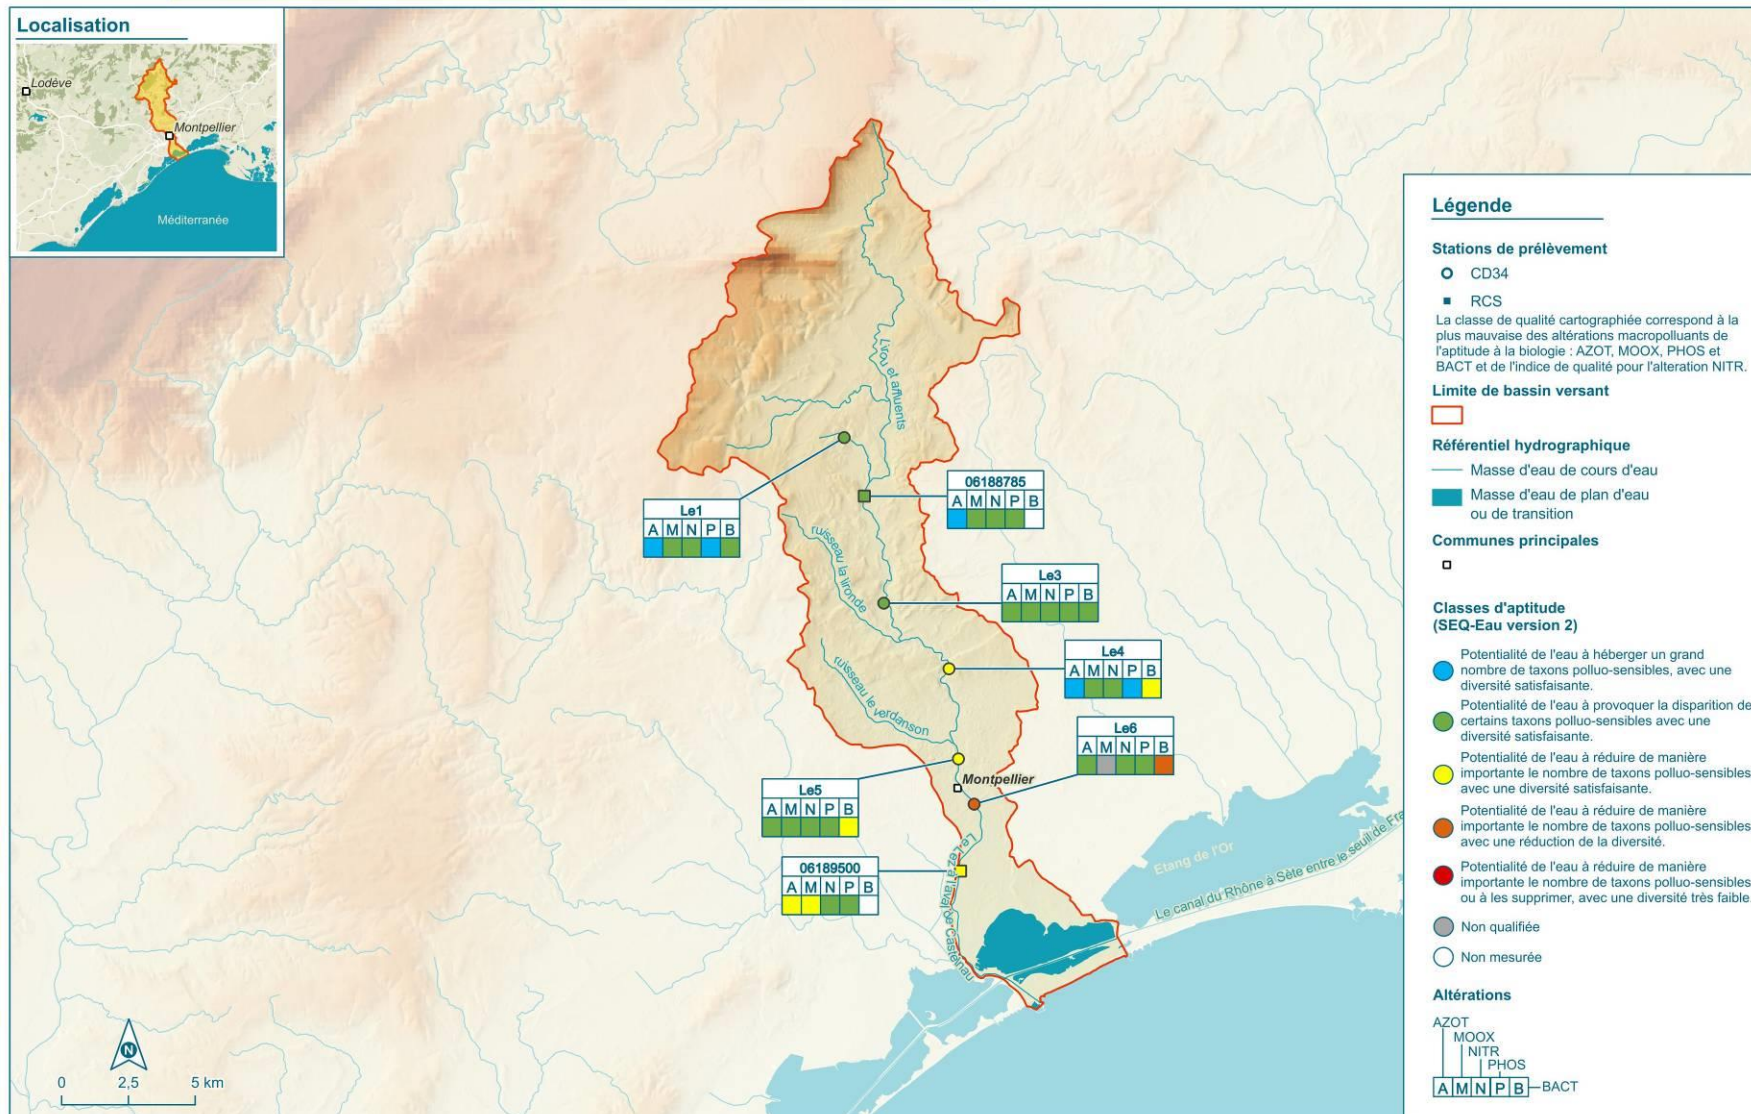 Localisation
Lodève
Montpellier
Méditerranée
Lirou et affluents
Le1
A M N P B
06188785
A M N P B
ruisseau la lironde
Le3
A M N P B
Le4
A M N P B
ruisseau le verdanson
Le6
A M N P B
Montpellier
Le5
A M N P B
06189500
A M N P B
Le Lez à l'aval de Castelnau
Etang de l'Or
Le canal du Rhône à Sète entre le seuil de Fra
N
0 2,5 5 km
Légende
Stations de prélèvement
CD34
RCS
La classe de qualité cartographiée correspond à la
plus mauvaise des altérations macropolluants de
l'aptitude à la biologie : AZOT, MOOX, PHOS et
BACT et de l'indice de qualité pour l'alteration NITR.
Limite de bassin versant
Référentiel hydrographique
Masse d'eau de cours d'eau
Masse d'eau de plan d'eau
ou de transition
Communes principales
Classes d'aptitude
(SEQ-Eau version 2)
Potentialité de l'eau à héberger un grand
nombre de taxons polluo-sensibles, avec une
diversité satisfaisante.
Potentialité de l'eau à provoquer la disparition de
certains taxons polluo-sensibles avec une
diversité satisfaisante.
Potentialité de l'eau à réduire de manière
importante le nombre de taxons polluo-sensibles
avec une diversité satisfaisante.
Potentialité de l'eau à réduire de manière
importante le nombre de taxons polluo-sensibles
avec une réduction de la diversité.
Potentialité de l'eau à réduire de manière
importante le nombre de taxons polluo-sensibles
ou à les supprimer, avec une diversité très faible
Non qualifiée
Non mesurée
Altérations
AZOT
MOOX
NITR
PHOS
A M N P B BACT